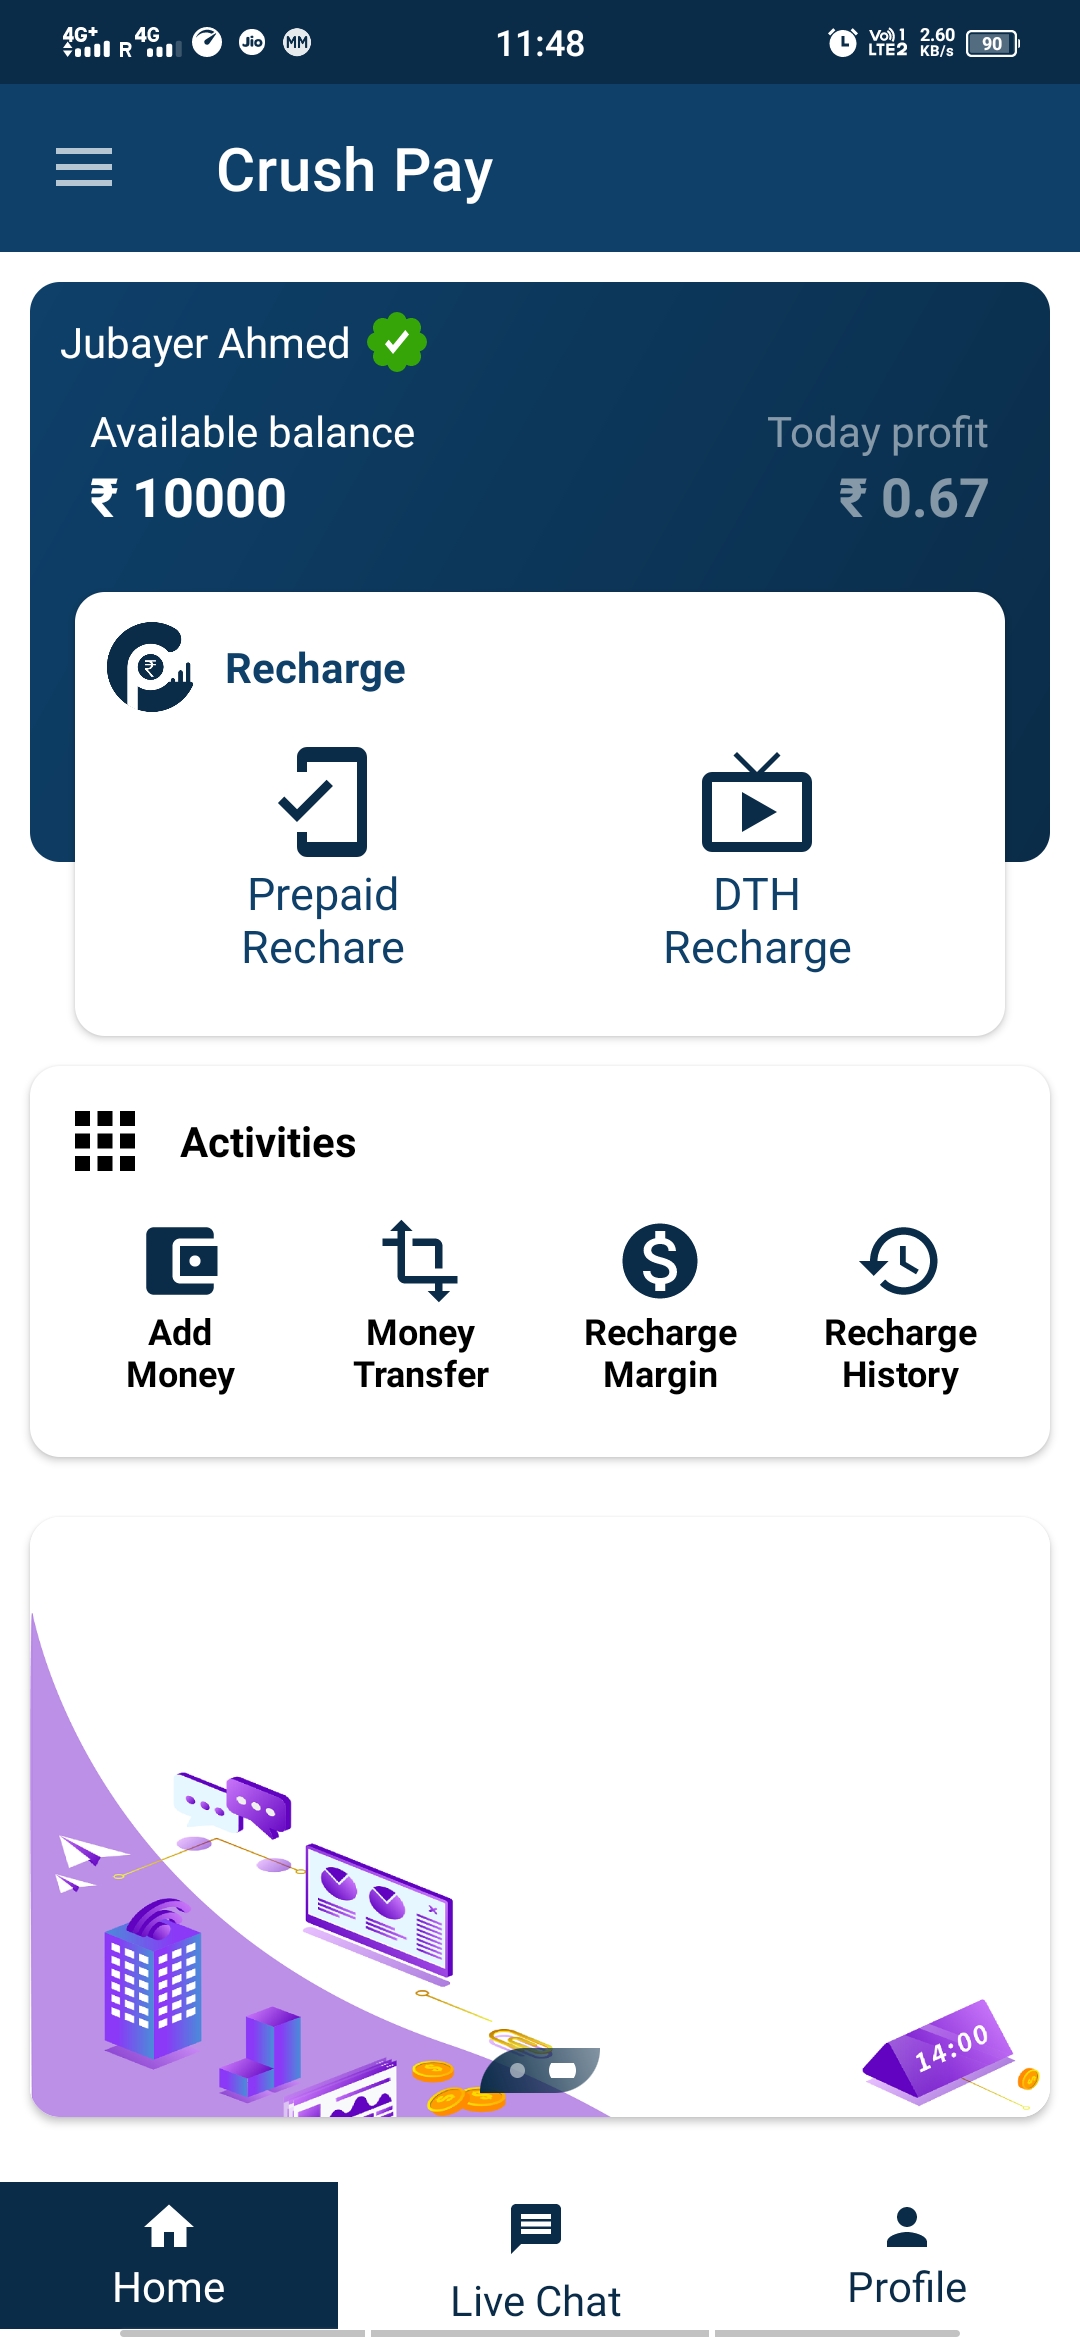 4G+ R 4G Jio MM 11:48 Vo) 1 LTE2 2.60 KB/s 90
Crush Pay
Jubayer Ahmed
Available balance Today profit
₹ 10000 ₹ 0.67
Recharge
Prepaid
Rechare
DTH
Recharge
Activities
Add
Money
Money
Transfer
Recharge
Margin
Recharge
History
14:00
Home
Live Chat
Profile